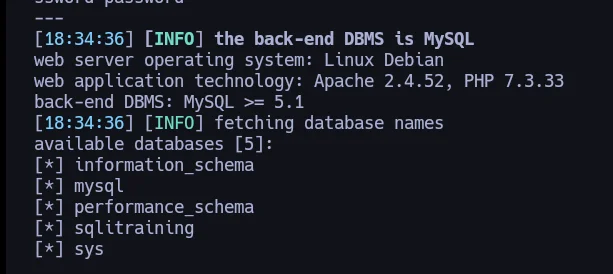 ssword password
---
[18:34:36] [INFO] the back-end DBMS is MySQL
web server operating system: Linux Debian
web application technology: Apache 2.4.52, PHP 7.3.33
back-end DBMS: MySQL >= 5.1
[18:34:36] [INFO] fetching database names
available databases [5]:
[*] information_schema
[*] mysql
[*] performance_schema
[*] sqlitraining
[*] sys